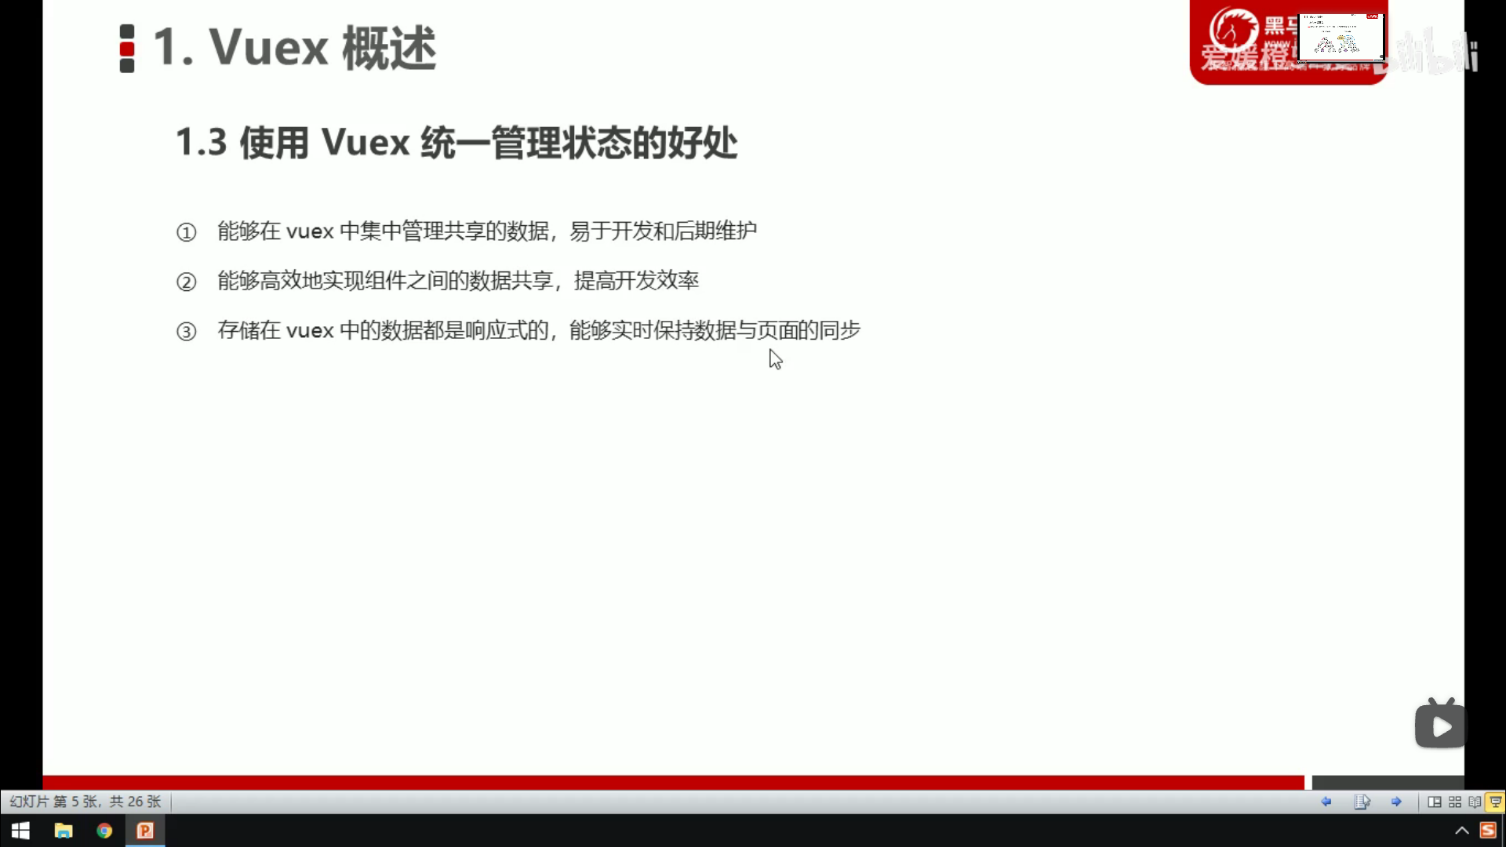 1. Vuex 概述
1.3 使用 Vuex 统一管理状态的好处
① 能够在 vuex 中集中管理共享的数据，易于开发和后期维护
② 能够高效地实现组件之间的数据共享，提高开发效率
③ 存储在 vuex 中的数据都是响应式的，能够实时保持数据与页面的同步
黑马
bilibili
幻灯片 第 5 张，共 26 张